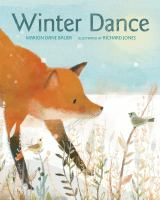 Winter Dance
MARION DANE BAUER ILLUSTRATED BY RICHARD JONES